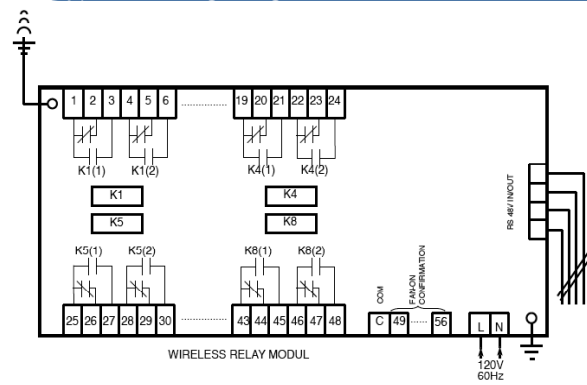 1 2 3 4 5 6 ........... 19 20 21 22 23 24
K1(1) K1(2) K4(1) K4(2)
K1 K4
K5 K8
K5(1) K5(2) K8(1) K8(2)
RS 48V IN/OUT
COM
FAN-ON
CONFIRMATION
25 26 27 28 29 30 ........... 43 44 45 46 47 48 C 49 ..... 56 L N
WIRELESS RELAY MODUL
120V
60Hz